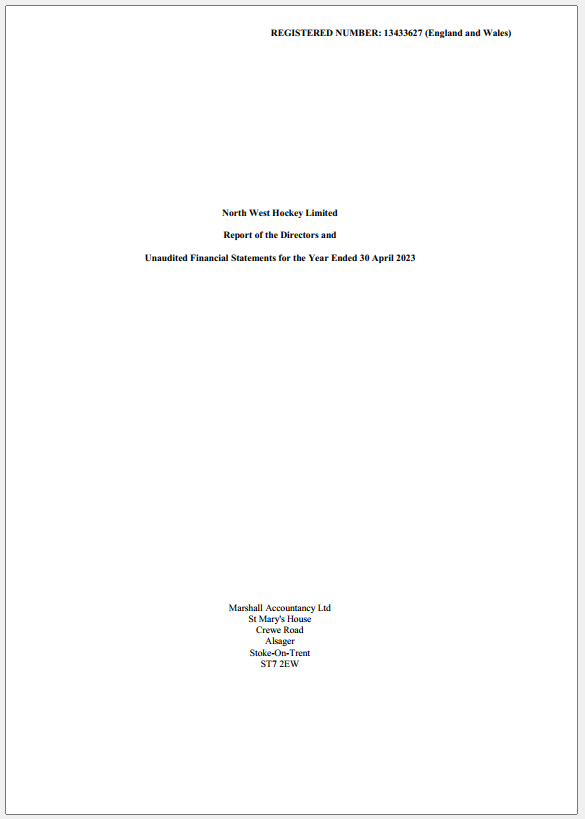 REGISTERED NUMBER: 13433627 (England and Wales)
North West Hockey Limited
Report of the Directors and
Unaudited Financial Statements for the Year Ended 30 April 2023
Marshall Accountancy Ltd
St Mary's House
Crewe Road
Alsager
Stoke-On-Trent
ST7 2EW